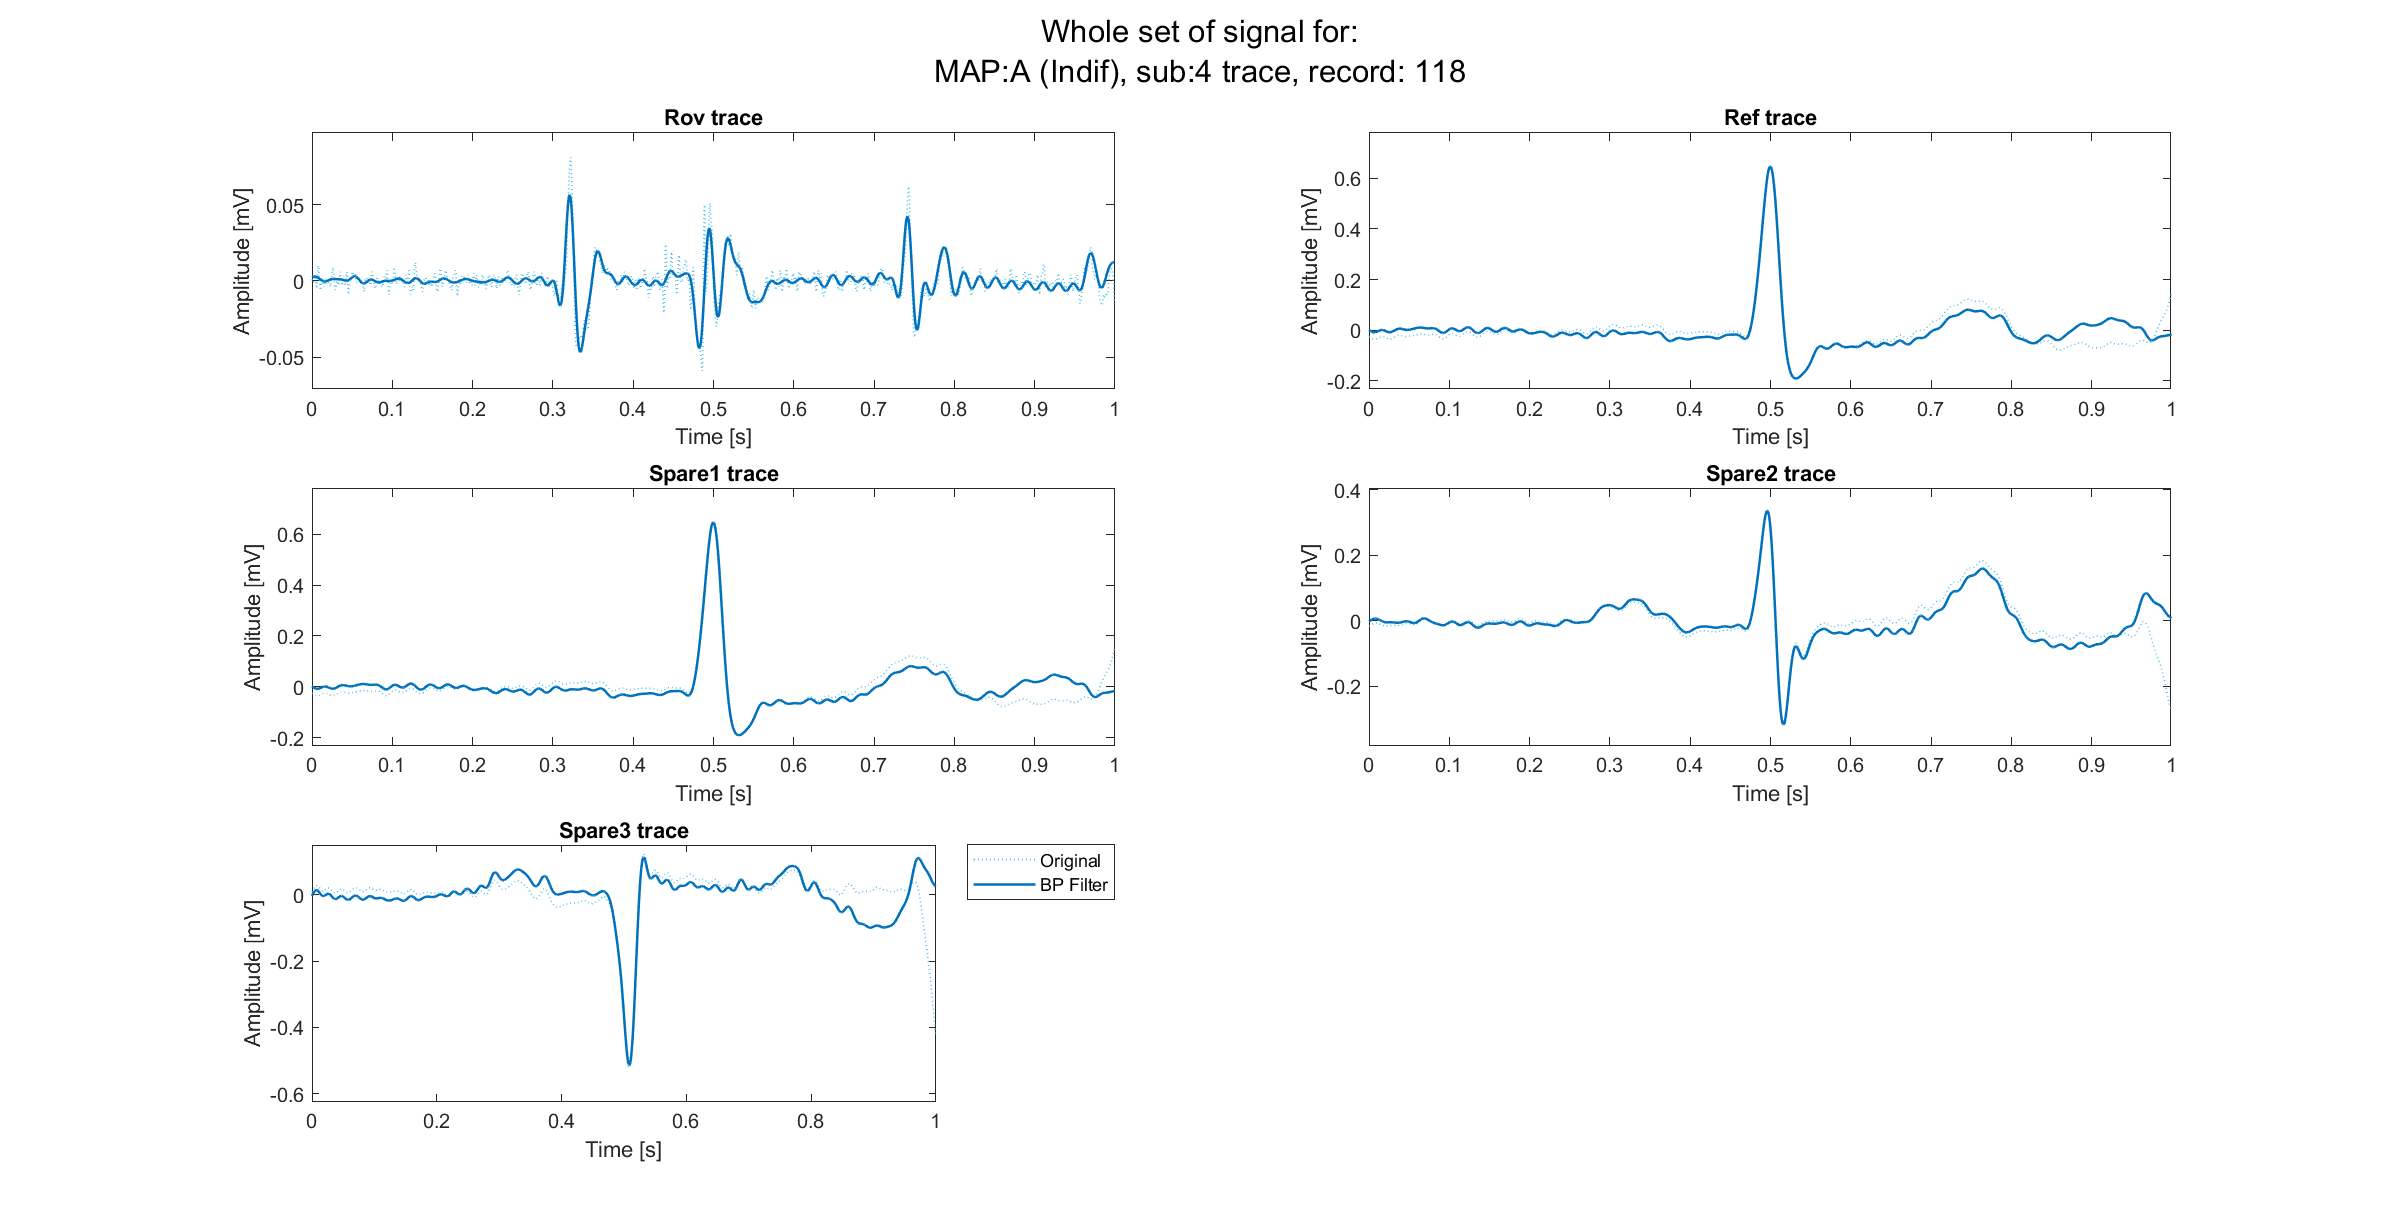 Whole set of signal for:
MAP:A (Indif), sub:4 trace, record: 118
Rov trace
Amplitude [mV]
0.05
0
-0.05
0 0.1 0.2 0.3 0.4 0.5 0.6 0.7 0.8 0.9 1
Time [s]
Ref trace
Amplitude [mV]
0.6
0.4
0.2
0
-0.2
0 0.1 0.2 0.3 0.4 0.5 0.6 0.7 0.8 0.9 1
Time [s]
Spare1 trace
Amplitude [mV]
0.6
0.4
0.2
0
-0.2
0 0.1 0.2 0.3 0.4 0.5 0.6 0.7 0.8 0.9 1
Time [s]
Spare2 trace
Amplitude [mV]
0.4
0.2
0
-0.2
0 0.1 0.2 0.3 0.4 0.5 0.6 0.7 0.8 0.9 1
Time [s]
Spare3 trace
Amplitude [mV]
0
-0.2
-0.4
-0.6
0 0.2 0.4 0.6 0.8 1
Time [s]
Original
BP Filter